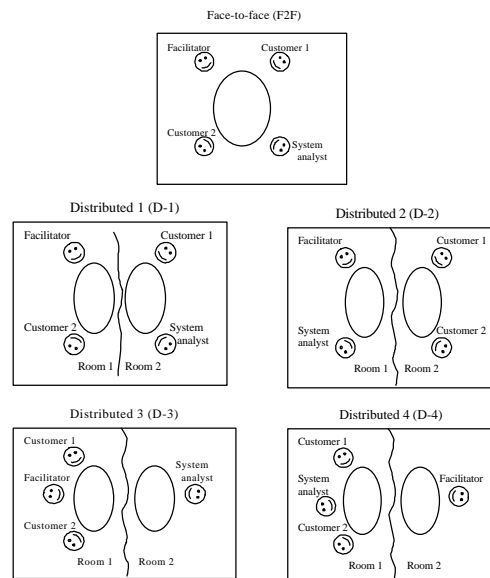 Face-to-face (F2F)
Facilitator
Customer 1
Customer 2
System
analyst
Distributed 1 (D-1)
Facilitator
Customer 1
Customer 2
System
analyst
Room 1
Room 2
Distributed 2 (D-2)
Facilitator
Customer 1
System
analyst
Customer 2
Room 1
Room 2
Distributed 3 (D-3)
Customer 1
Facilitator
System
analyst
Customer 2
Room 1
Room 2
Distributed 4 (D-4)
Customer 1
System
analyst
Facilitator
Customer 2
Room 1
Room 2